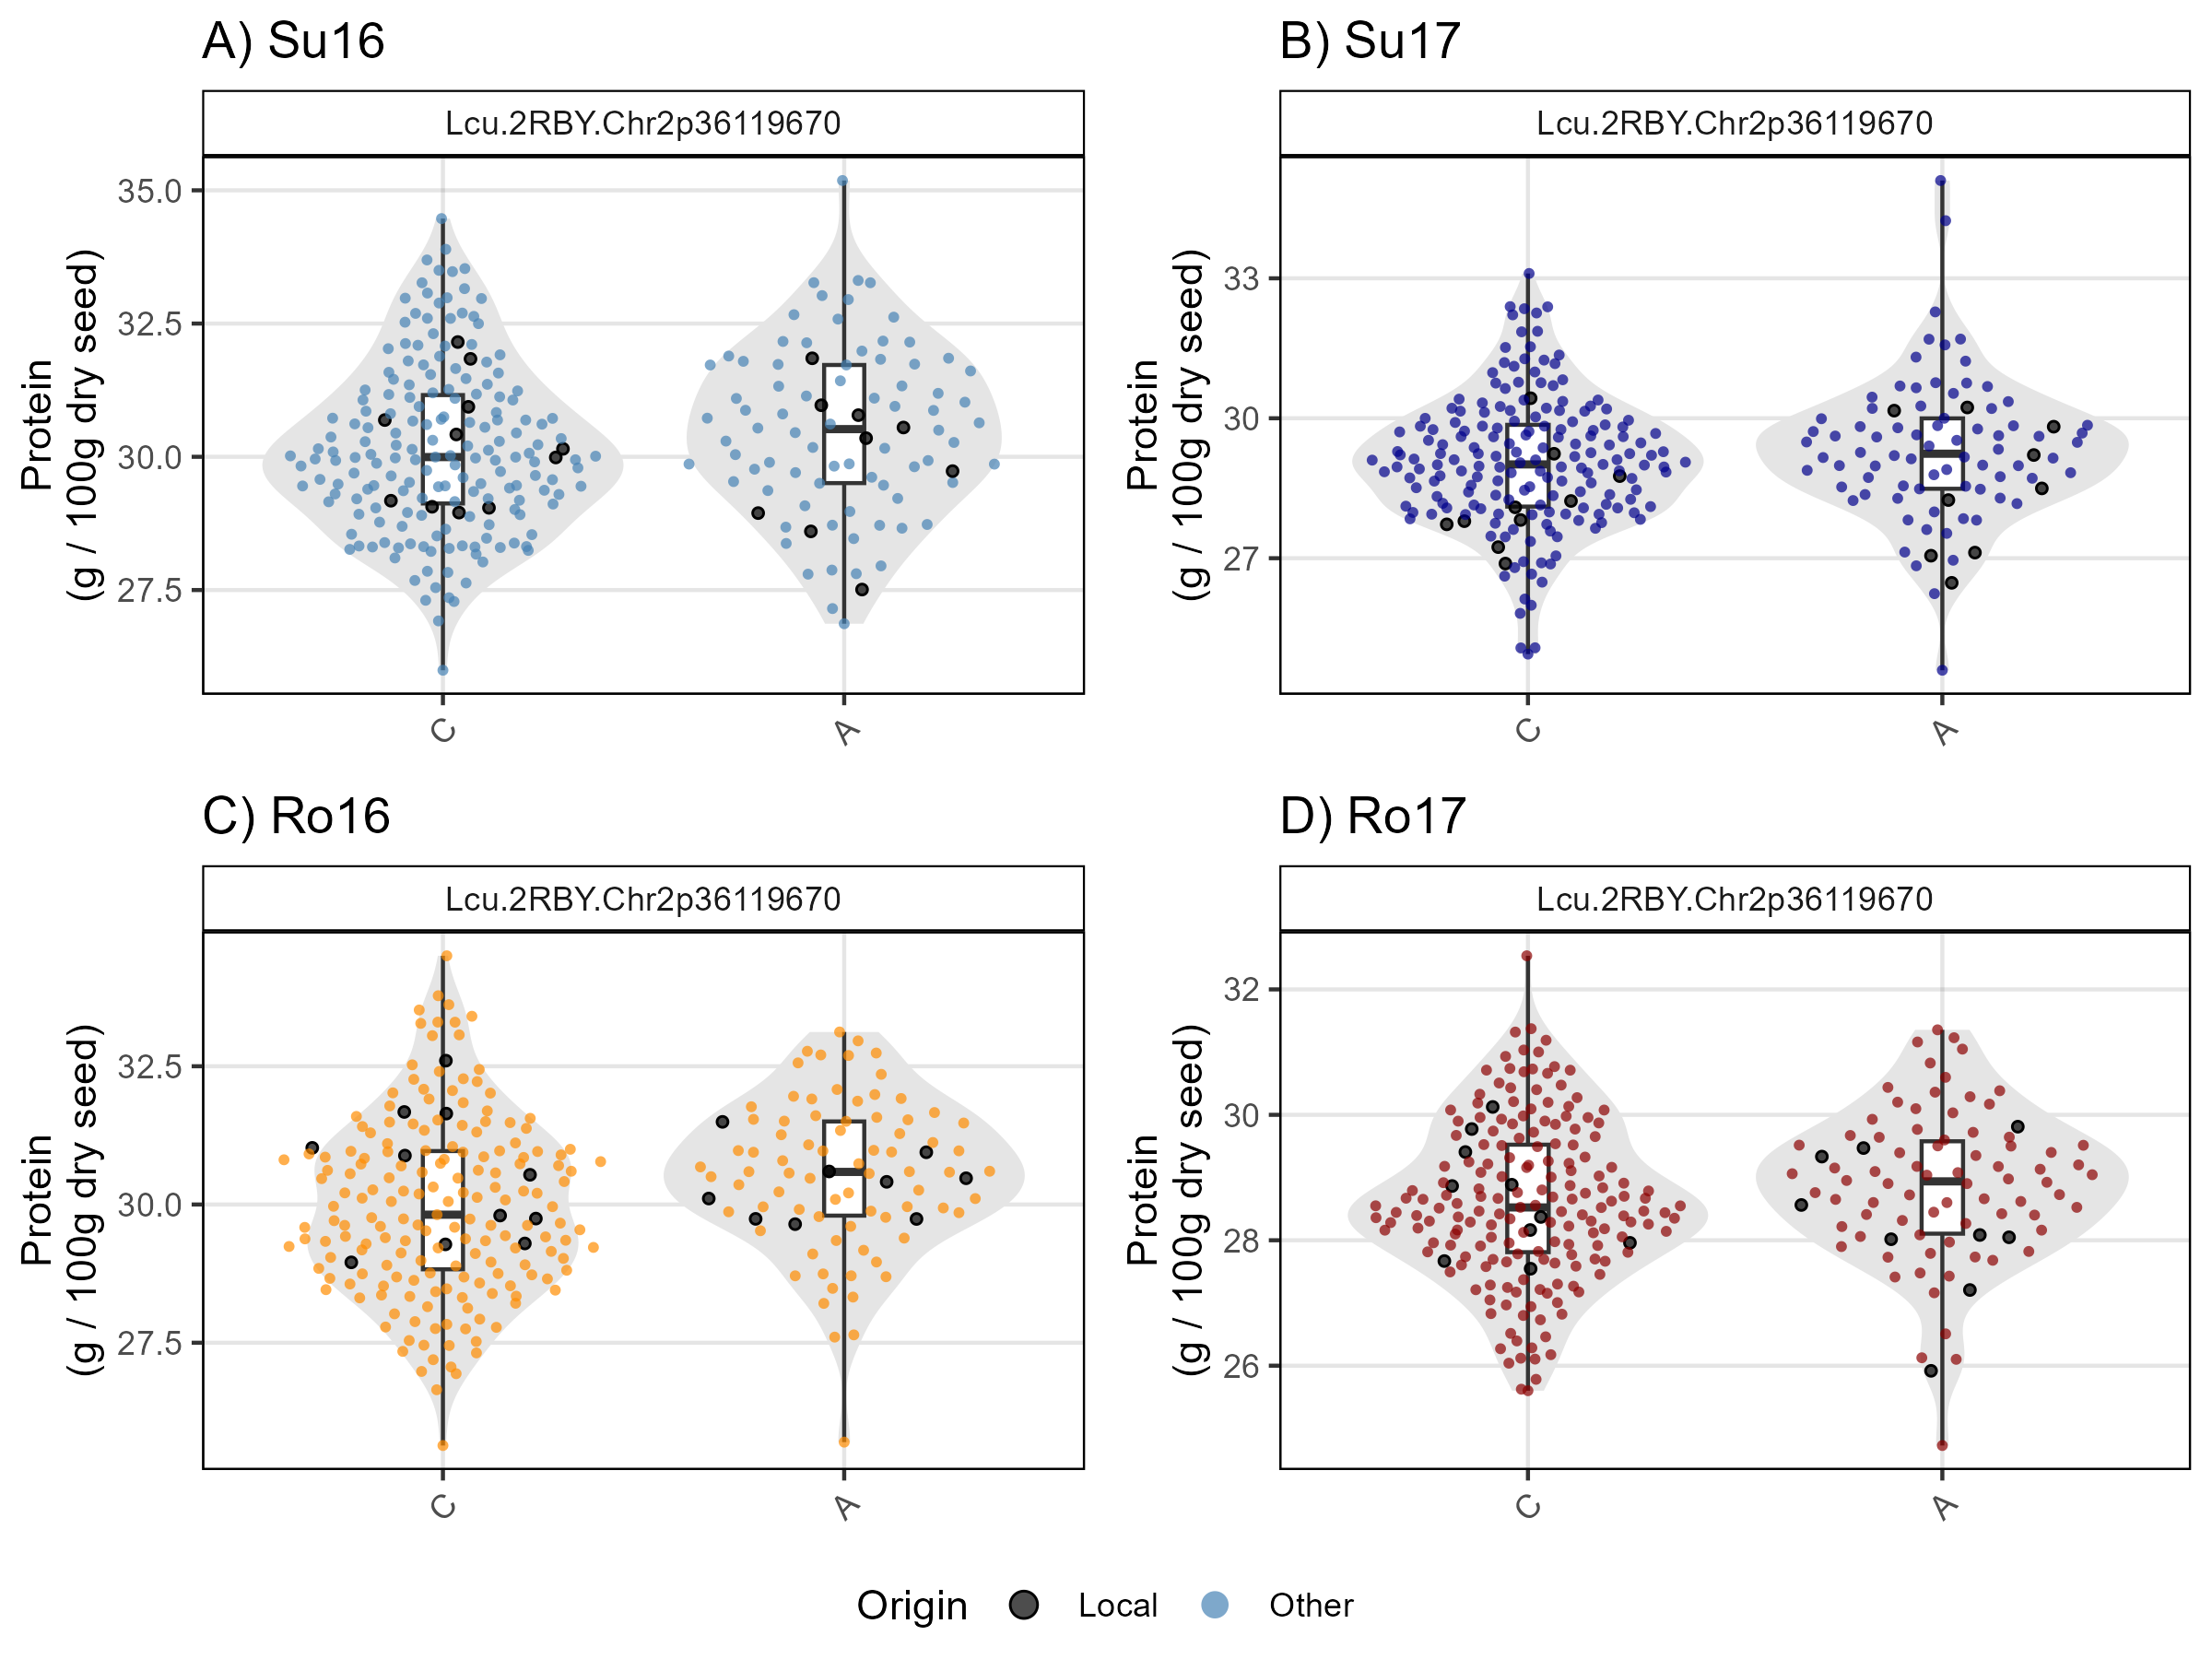 A) Su16
Lcu.2RBY.Chr2p36119670
Protein
(g / 100g dry seed)
35.0
32.5
30.0
27.5
C
A
B) Su17
Lcu.2RBY.Chr2p36119670
Protein
(g / 100g dry seed)
33
30
27
C
A
C) Ro16
Lcu.2RBY.Chr2p36119670
Protein
(g / 100g dry seed)
32.5
30.0
27.5
C
A
D) Ro17
Lcu.2RBY.Chr2p36119670
Protein
(g / 100g dry seed)
32
30
28
26
C
A
Origin Local Other